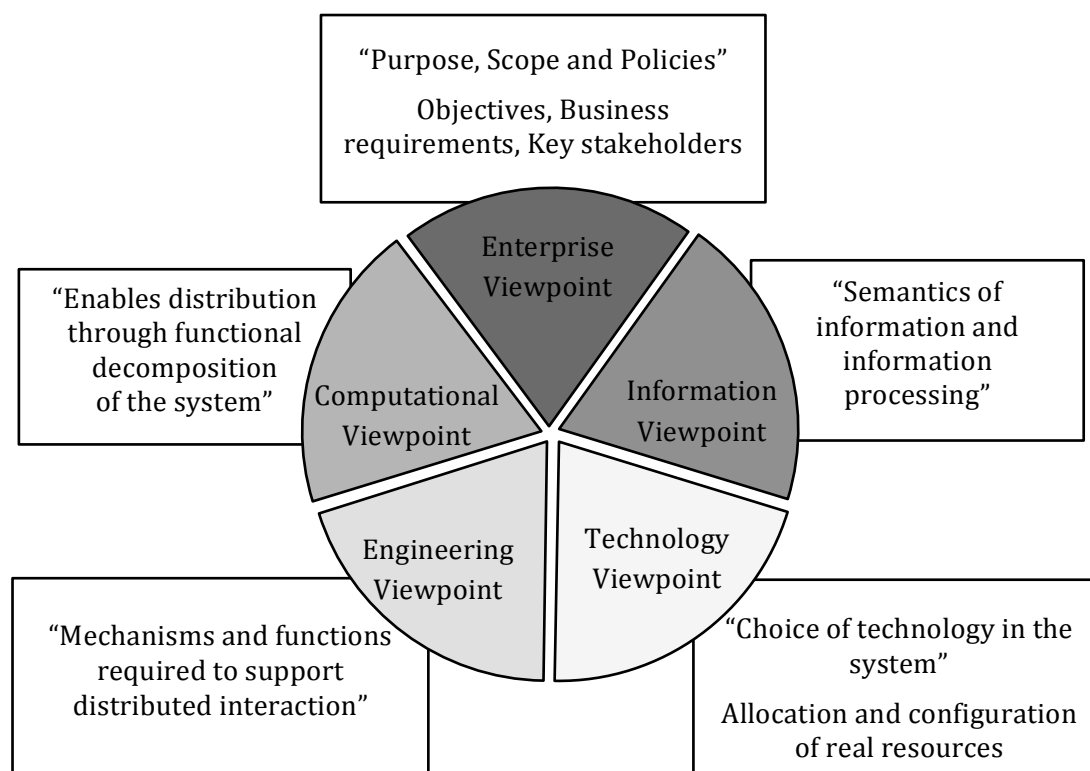 “Purpose, Scope and Policies”
Objectives, Business
requirements, Key stakeholders
Enterprise
Viewpoint
“Enables distribution
through functional
decomposition
of the system”
Computational
Viewpoint
“Semantics of
information and
information
processing”
Information
Viewpoint
Engineering
Viewpoint
Technology
Viewpoint
“Mechanisms and functions
required to support
distributed interaction”
“Choice of technology in the
system”
Allocation and configuration
of real resources